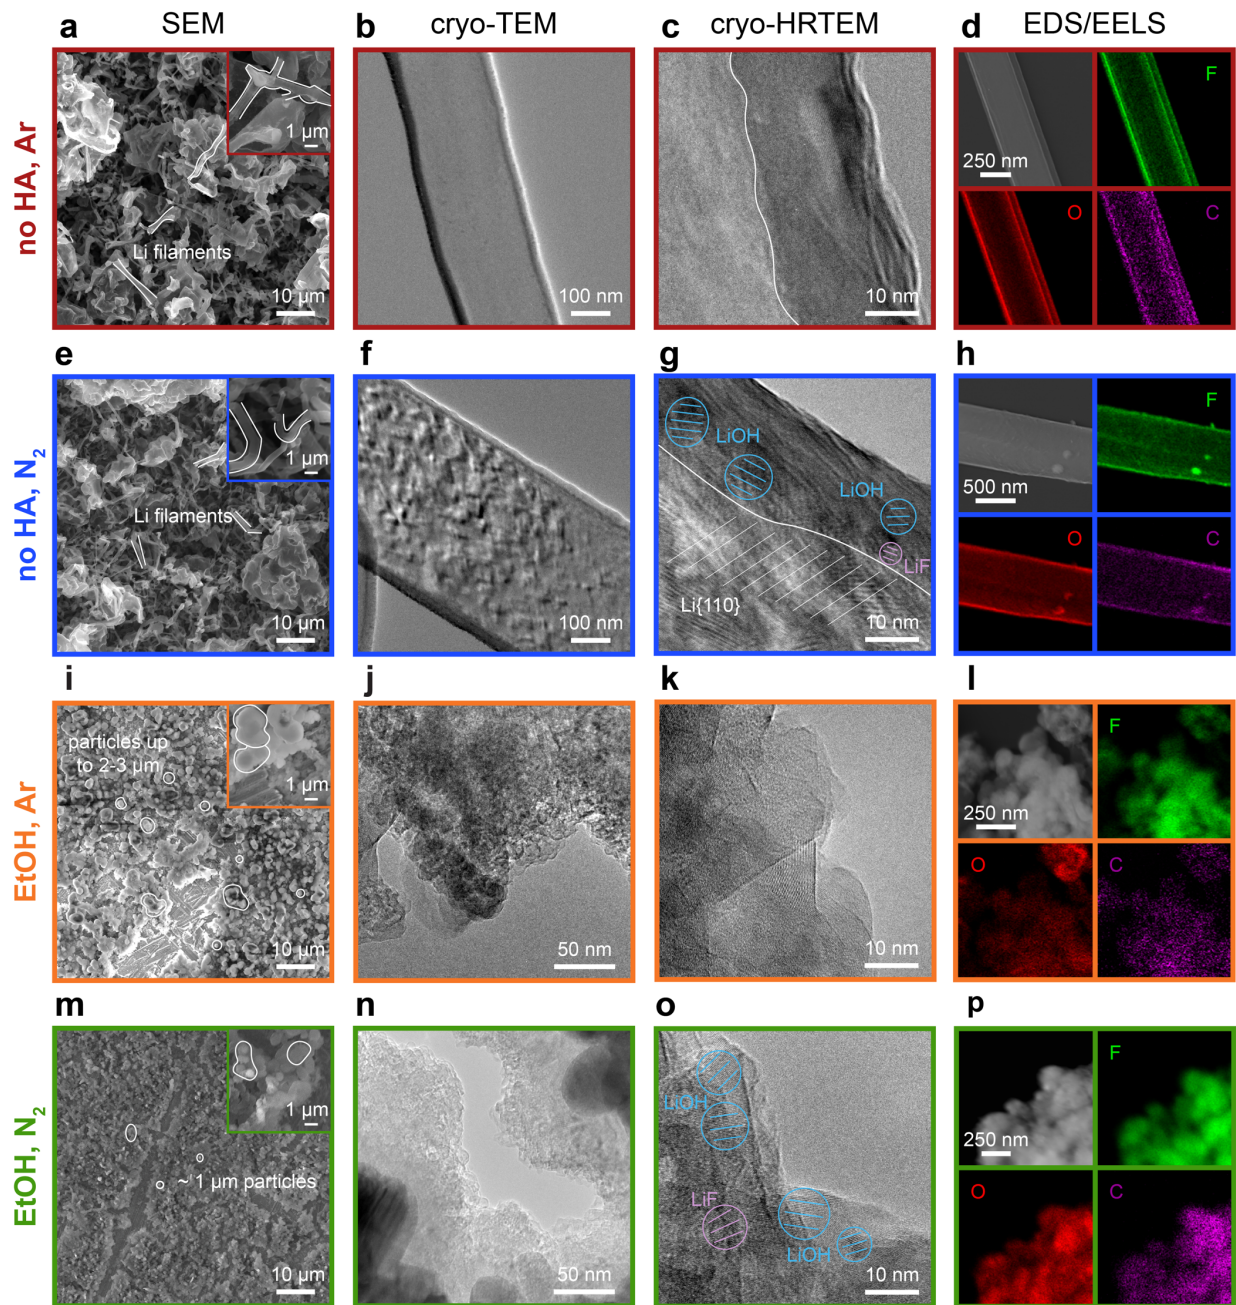 a SEM
b cryo-TEM
c cryo-HRTEM
d EDS/EELS
no HA, Ar
1 µm
Li filaments
10 µm
100 nm
10 nm
250 nm
F
O
C
e
f
g
h
no HA, N2
1 µm
Li filaments
10 µm
100 nm
LiOH
LiOH
LiF
Li{110}
10 nm
F
500 nm
O
C
i
j
k
l
EtOH, Ar
particles up
to 2-3 µm
1 µm
10 µm
50 nm
10 nm
F
250 nm
O
C
m
n
o
p
EtOH, N2
1 µm
~ 1 µm particles
10 µm
50 nm
LiOH
LiF
LiOH
10 nm
F
250 nm
O
C